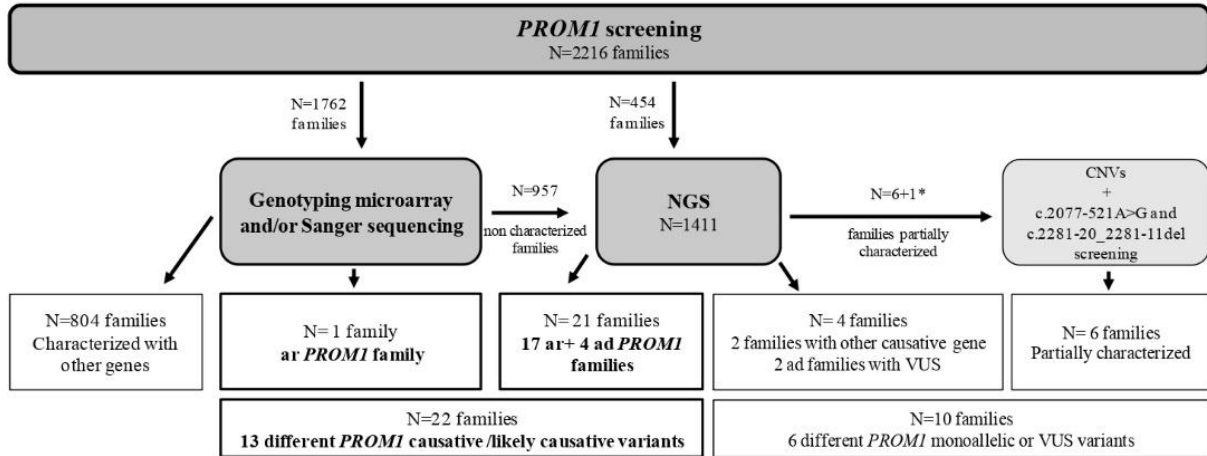 PROM1 screening
N=2216 families
N=1762
families
N=454
families
Genotyping microarray
and/or Sanger sequencing
N=957
non characterized
families
NGS
N=1411
N=6+1*
families partially
characterized
CNVs
+
c.2077-521A>G and
c.2281-20_2281-11del
screening
N=804 families
Characterized with
other genes
N= 1 family
ar PROM1 family
N= 21 families
17 ar+ 4 ad PROM1
families
N= 4 families
2 families with other causative gene
2 ad families with VUS
N= 6 families
Partially characterized
N=22 families
13 different PROM1 causative /likely causative variants
N=10 families
6 different PROM1 monoallelic or VUS variants